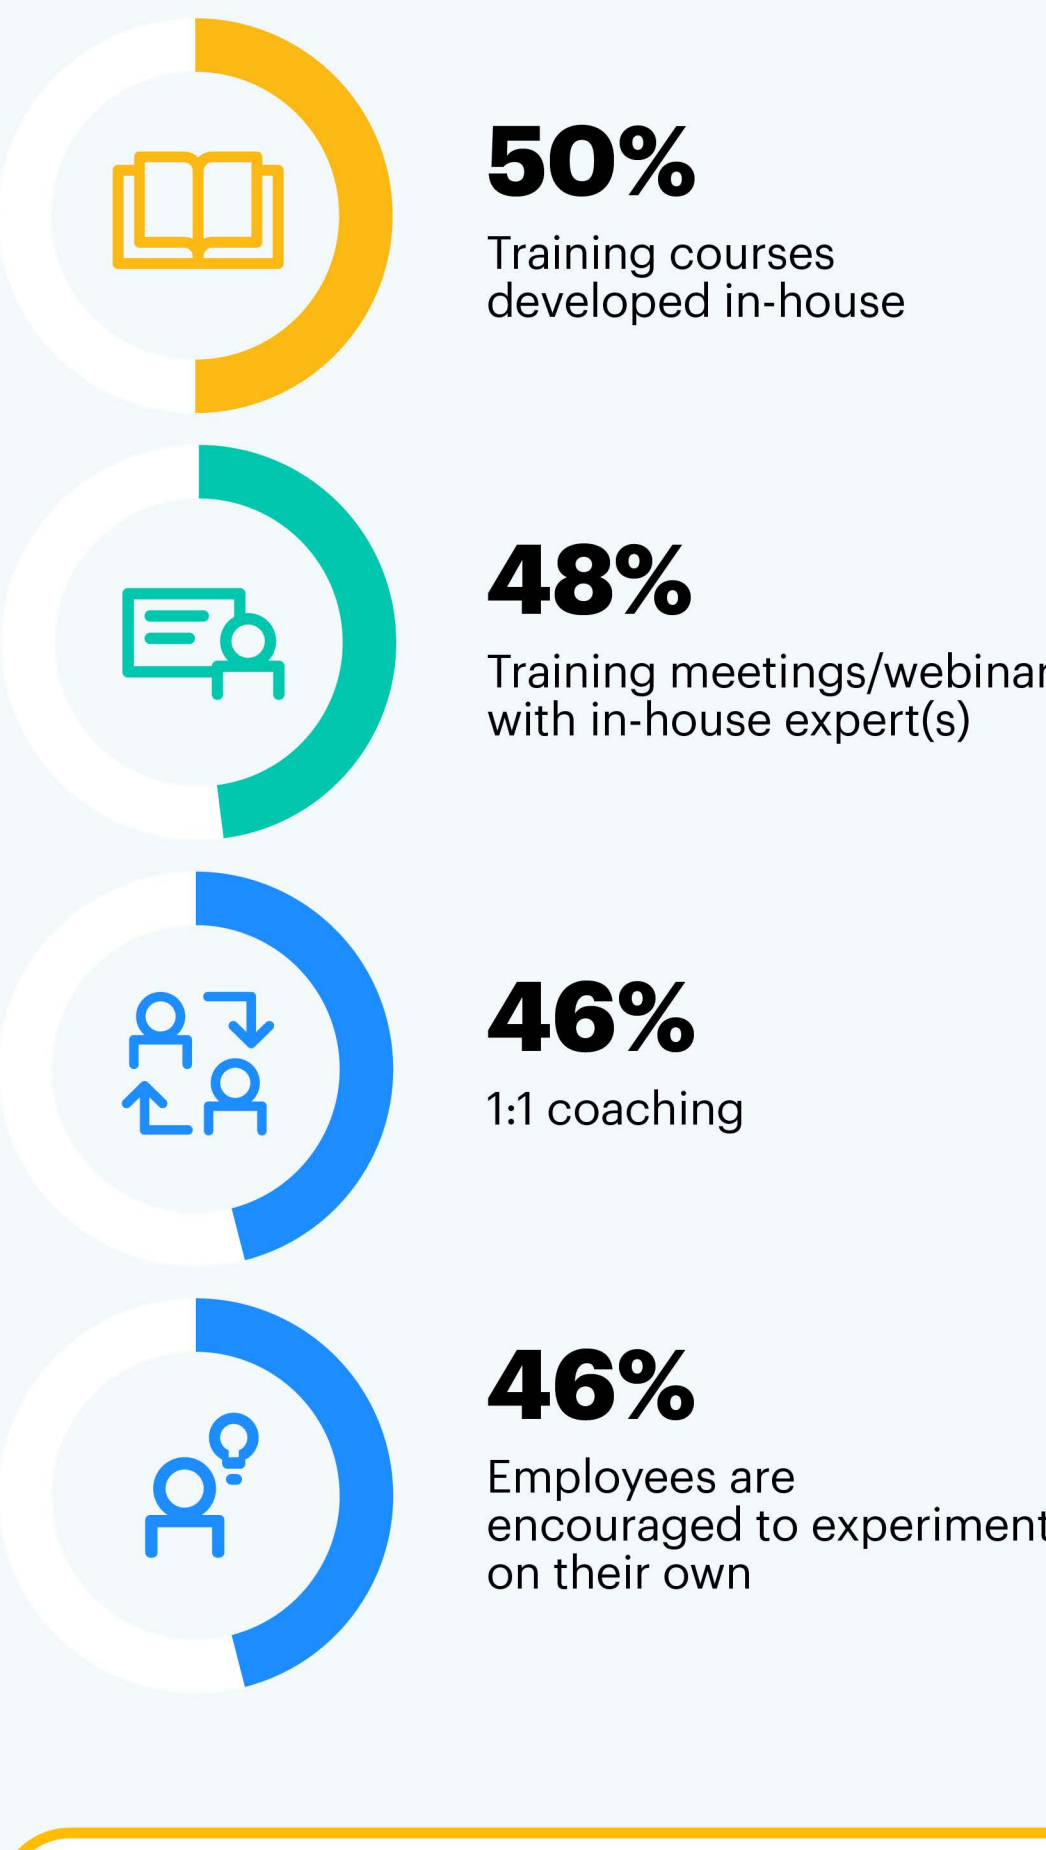 50%
Training courses
developed in-house
48%
Training meetings/webinar
with in-house expert(s)
46%
1:1 coaching
46%
Employees are
encouraged to experiment
on their own